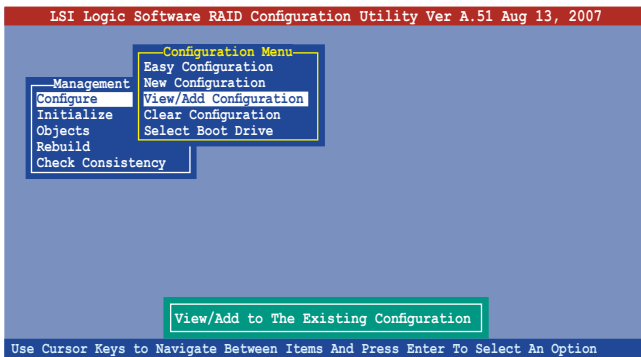 LSI Logic Software RAID Configuration Utility Ver A.51 Aug 13, 2007
Configuration Menu
Easy Configuration
New Configuration
View/Add Configuration
Clear Configuration
Select Boot Drive
Management
Configure
Initialize
Objects
Rebuild
Check Consistency
View/Add to The Existing Configuration
Use Cursor Keys to Navigate Between Items And Press Enter To Select An Option